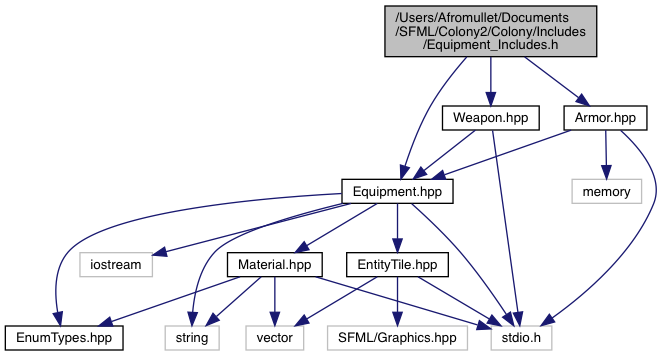 /Users/Afromullet/Documents
/SFML/Colony2/Colony/Includes
/Equipment_Includes.h
Weapon.hpp
Armor.hpp
Equipment.hpp
memory
iostream
Material.hpp
EntityTile.hpp
EnumTypes.hpp
string
vector
SFML/Graphics.hpp
stdio.h